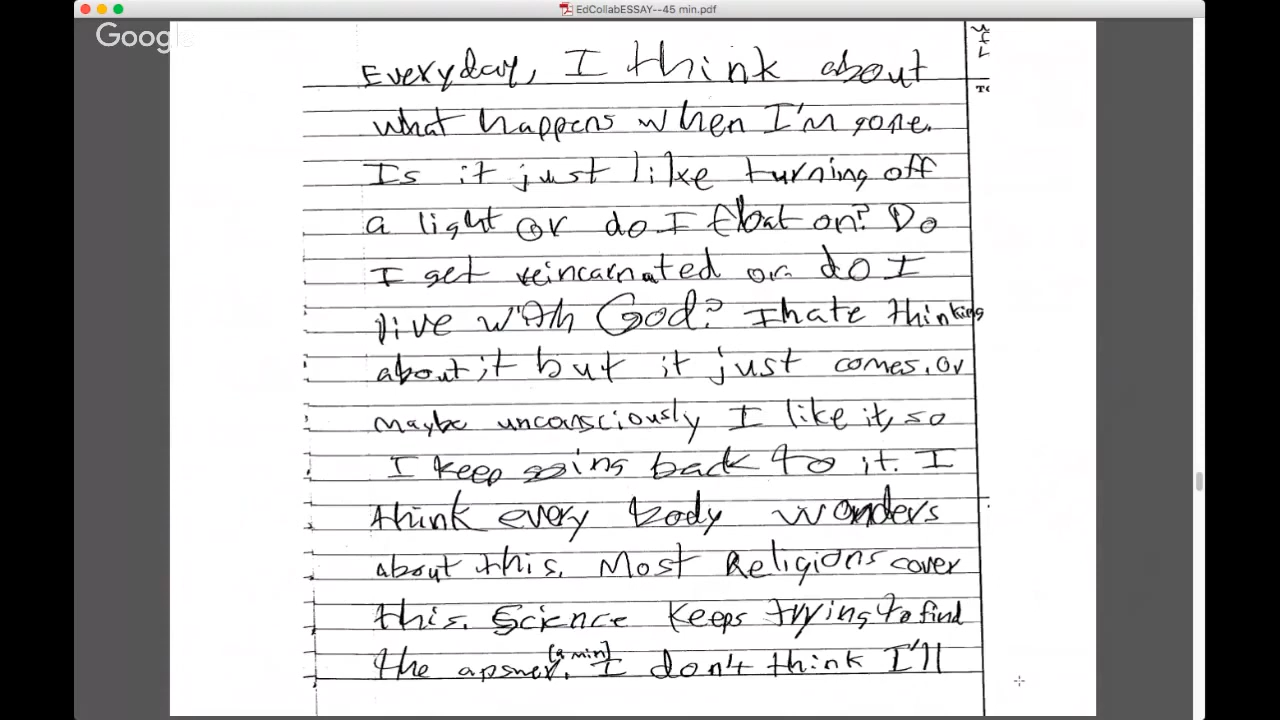 EdCollabESSAY--45 min.pdf
Google
Everyday, I think about
what happens when I'm gone.
Is it just like turning off
a light or do I float on? Do
I get reincarnated or do I
live with God? I hate thinking
about it but it just comes. Or
maybe unconsciously I like it, so
I keep going back to it. I
think every body wonders
about this. Most Religions cover
this. Science keeps trying to find
the answer. (9 min) I don't think I'll